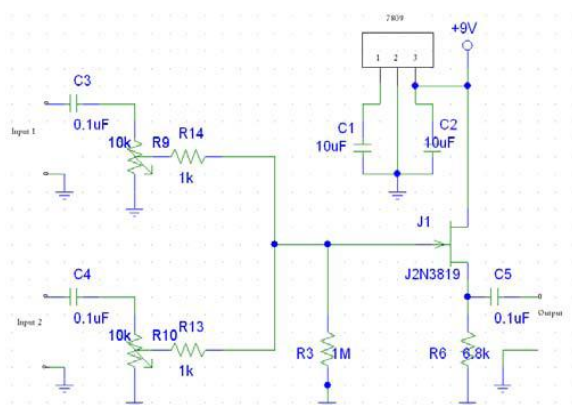 7809
+9V
1 2 3
C3
Input 1
0.1uF
10k
R9
R14
1k
C1
10uF
C2
10uF
J1
J2N3819
C4
Input 2
0.1uF
10k
R10
R13
1k
R3
1M
C5
0.1uF
Output
R6
6.8k